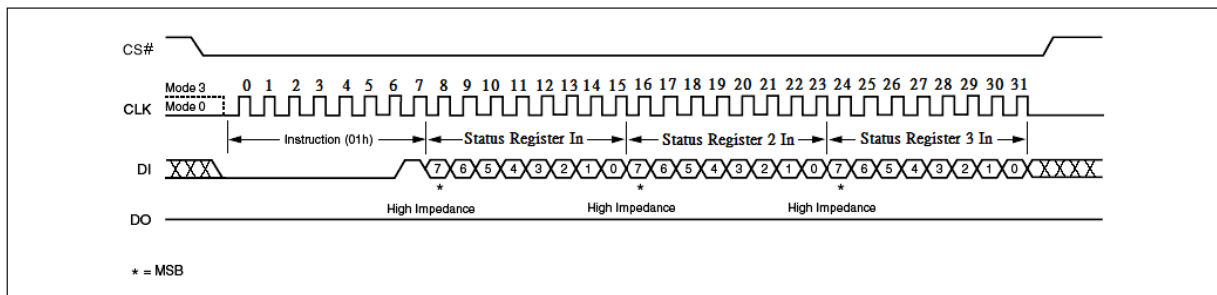 CS#
Mode 3
0 1 2 3 4 5 6 7 8 9 10 11 12 13 14 15 16 17 18 19 20 21 22 23 24 25 26 27 28 29 30 31
CLK
Mode 0
Instruction (01h) Status Register In Status Register 2 In Status Register 3 In
DI 7 6 5 4 3 2 1 0 7 6 5 4 3 2 1 0 7 6 5 4 3 2 1 0
* * *
High Impedance High Impedance High Impedance
DO
* = MSB